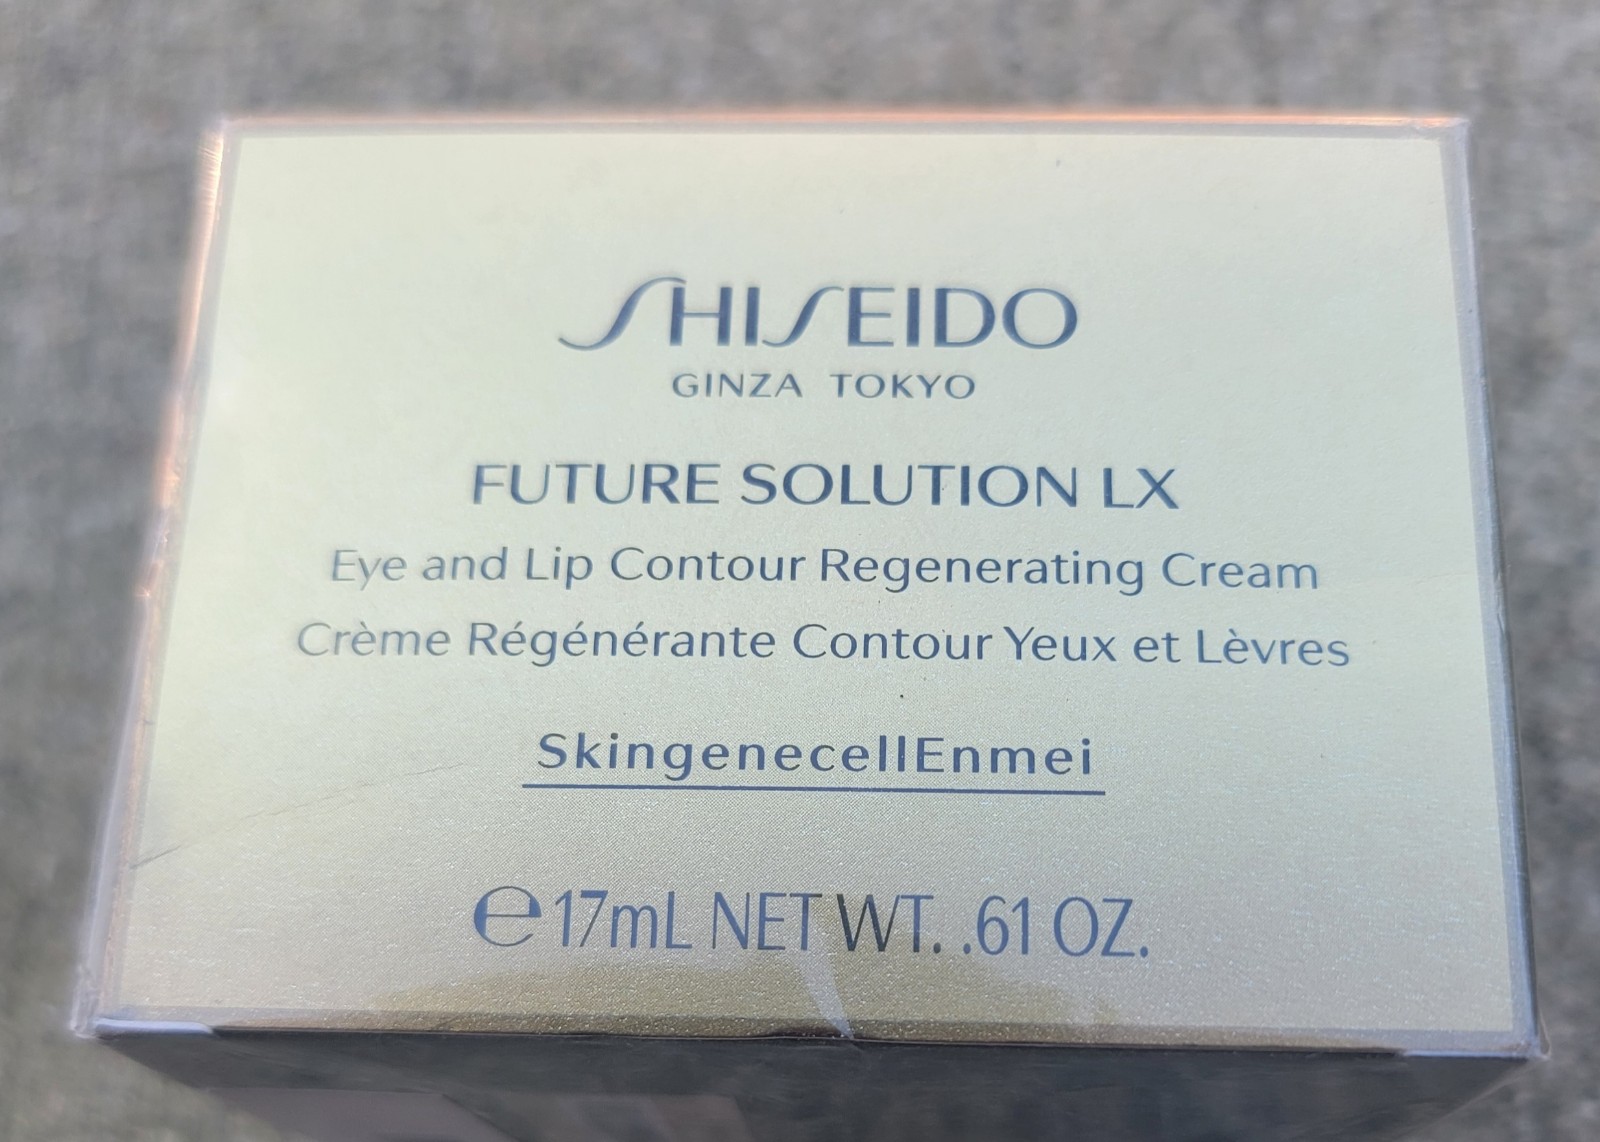 SHISEIDO
GINZA TOKYO
FUTURE SOLUTION LX
Eye and Lip Contour Regenerating Cream
Crème Régénérante Contour Yeux et Lèvres
SkingenecellEnmei
℮ 17mL NET WT. .61 OZ.